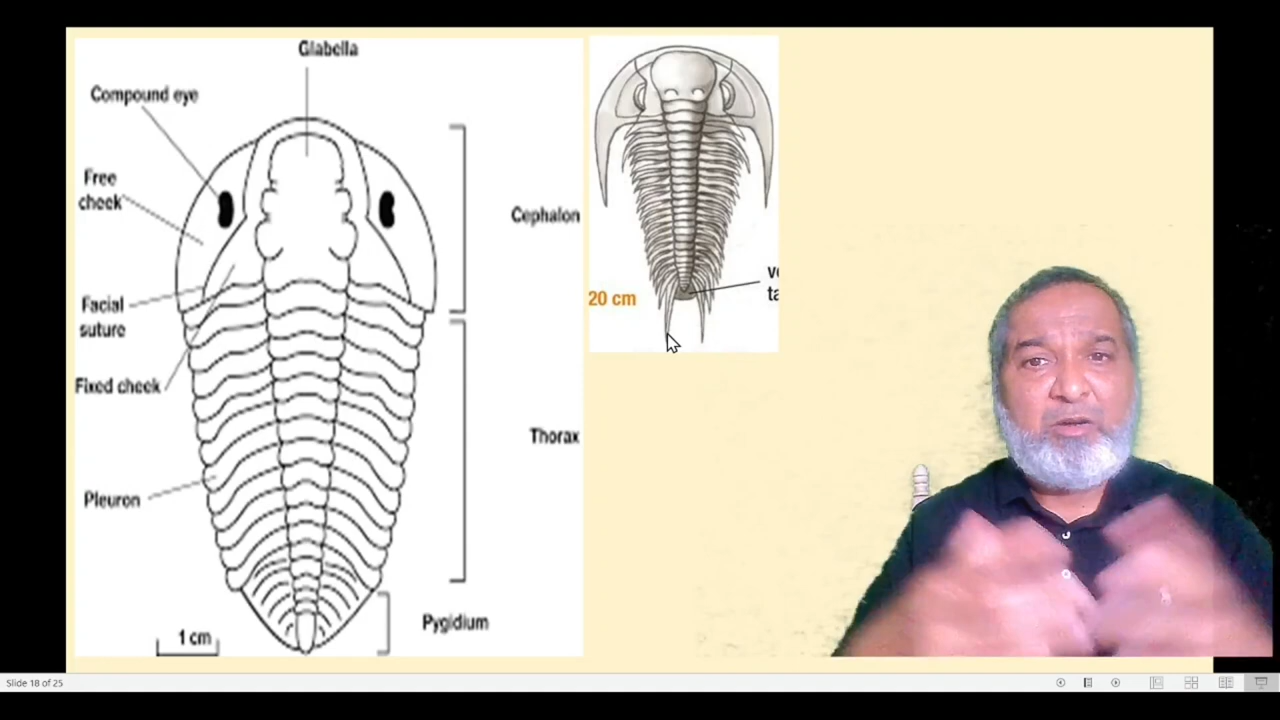 Glabella
Compound eye
Free
cheek
Cephalon
Facial
suture
Fixed cheek
Thorax
Pleuron
Pygidium
1 cm
20 cm
Slide 18 of 25